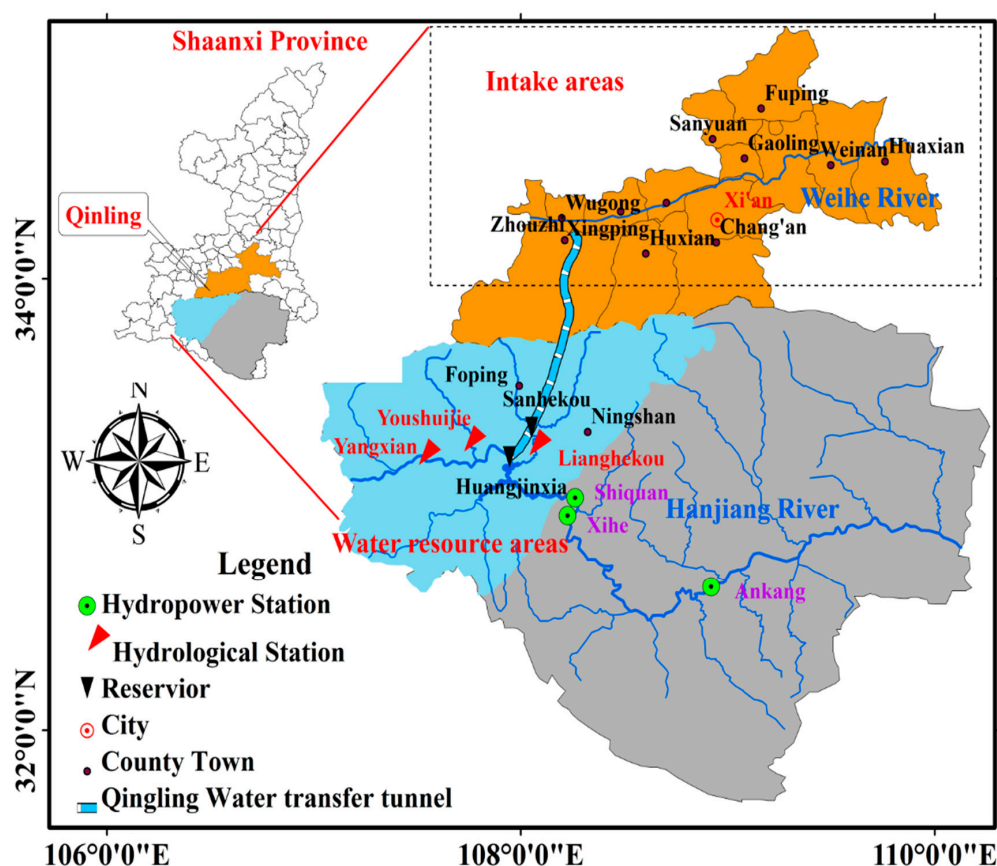 Shaanxi Province
Intake areas
Fuping
Sanyuan
Gaoling
Weinan
Huaxian
Qinling
Xi'an
Weihe River
Wugong
Zhouzhi
Xingping
Chang'an
Huxian
34°0'0"N
Foping
Sanhekou
Youshuijie
Ningshan
Yangxian
Lianghekou
N
W
E
S
Huangjinxia
Shiquan
Hanjiang River
Xihe
Water resource areas
Ankang
Legend
Hydropower Station
Hydrological Station
Reservior
City
County Town
Qingling Water transfer tunnel
32°0'0"N
106°0'0"E
108°0'0"E
110°0'0"E